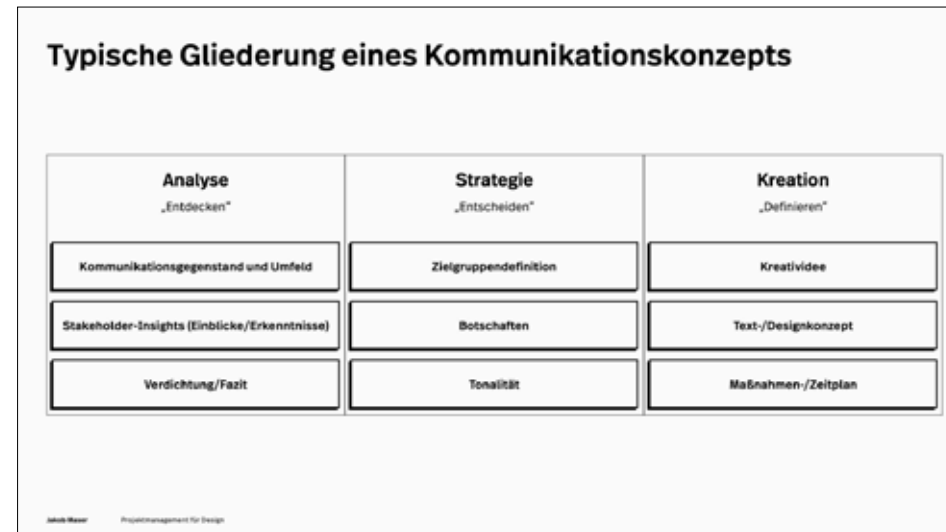 Typische Gliederung eines Kommunikationskonzepts
Analyse
„Entdecken“
Kommunikationsgegenstand und Umfeld
Stakeholder-Insights (Einblicke/Erkenntnisse)
Verdichtung/Fazit
Strategie
„Entscheiden“
Zielgruppendefinition
Botschaften
Tonalität
Kreation
„Definieren“
Kreatividee
Text-/Designkonzept
Maßnahmen-/Zeitplan
Jakob Maser Projektmanagement für Design